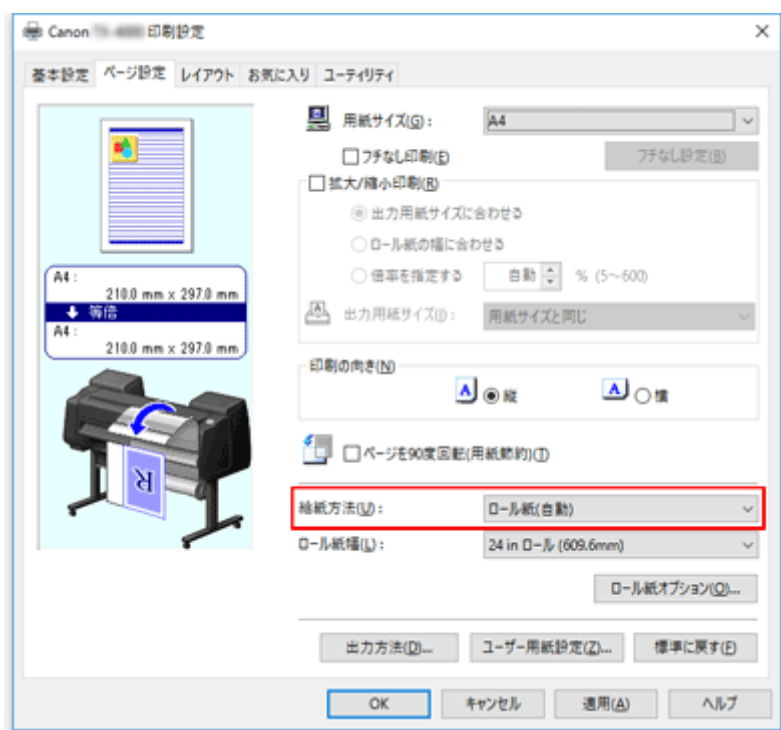 Canon 印刷設定
基本設定 ページ設定 レイアウト お気に入り ユーティリティ
用紙サイズ(G): A4
フチなし印刷(E) フチなし設定(B)
拡大/縮小印刷(R)
出力用紙サイズに合わせる
ロール紙の幅に合わせる
倍率を指定する 自動 % (5～600)
出力用紙サイズ(I): 用紙サイズと同じ
A4:
210.0 mm x 297.0 mm
等倍
A4:
210.0 mm x 297.0 mm
印刷の向き(N)
A 縦 A 横
ページを90度回転(用紙節約)(T)
R
給紙方法(U): ロール紙(自動)
ロール紙幅(L): 24 in ロール (609.6mm)
ロール紙オプション(O)...
出力方法(D)... ユーザー用紙設定(Z)... 標準に戻す(F)
OK キャンセル 適用(A) ヘルプ